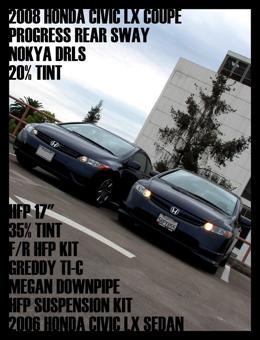 2008 HONDA CIVIC LX COUPE
PROGRESS REAR SWAY
NOKYA DRLS
20% TINT
HFP 17"
35% TINT
F/R HFP KIT
GREDDY TI-C
MEGAN DOWNPIPE
HFP SUSPENSION KIT
2006 HONDA CIVIC LX SEDAN